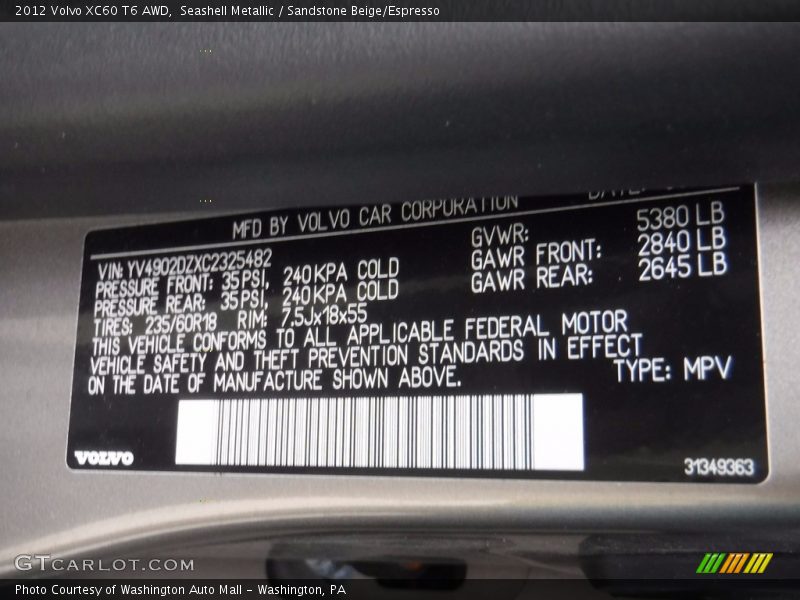 2012 Volvo XC60 T6 AWD, Seashell Metallic / Sandstone Beige/Espresso
MFD BY VOLVO CAR CORPORATION
VIN: YV4902DZXC2325482
PRESSURE FRONT: 35PSI, 240KPA COLD
PRESSURE REAR: 35PSI, 240KPA COLD
TIRES: 235/60R18 RIM: 7,5Jx18x55
GVWR: 5380 LB
GAWR FRONT: 2840 LB
GAWR REAR: 2645 LB
THIS VEHICLE CONFORMS TO ALL APPLICABLE FEDERAL MOTOR
VEHICLE SAFETY AND THEFT PREVENTION STANDARDS IN EFFECT
ON THE DATE OF MANUFACTURE SHOWN ABOVE.
TYPE: MPV
VOLVO
31349363
GTCARLOT.COM
Photo Courtesy of Washington Auto Mall - Washington, PA